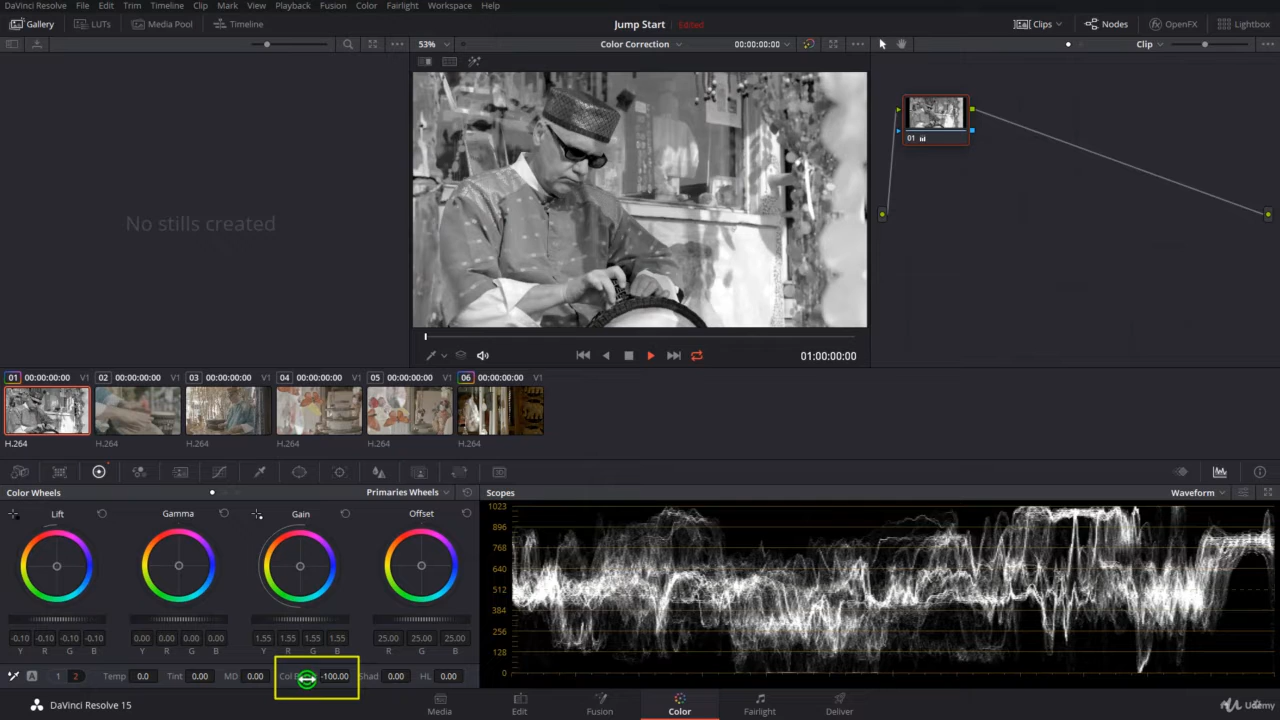 DaVinci Resolve File Edit Trim Timeline Clip Mark View Playback Fusion Color Fairlight Workspace Help
Gallery LUTs Media Pool Timeline Jump Start Edited Clips Nodes OpenFX Lightbox
53% Color Correction 00:00:00:00 Clip
No stills created
01
01:00:00:00
01 00:00:00:00 V1 02 00:00:00:00 V1 03 00:00:00:00 V1 04 00:00:00:00 V1 05 00:00:00:00 V1 06 00:00:00:00 V1
H.264 H.264 H.264 H.264 H.264 H.264
Color Wheels Primaries Wheels Scopes Waveform
Lift Gamma Gain Offset
1023
896
768
640
512
384
256
128
0
-0.10 -0.10 -0.10 -0.10 0.00 0.00 0.00 0.00 1.55 1.55 1.55 1.55 25.00 25.00 25.00
Y R G B Y R G B Y R G B R G B
A 1 2 Temp 0.0 Tint 0.00 MD 0.00 Col -100.00 Shad 0.00 HL 0.00
DaVinci Resolve 15 Media Edit Fusion Color Fairlight Deliver
Udemy